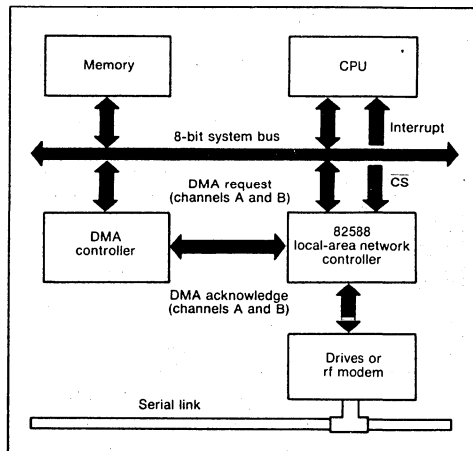 Memory
CPU
Interrupt
8-bit system bus
CS
DMA request
(channels A and B)
DMA
controller
82588
local-area network
controller
DMA acknowledge
(channels A and B)
Drives or
rf modem
Serial link